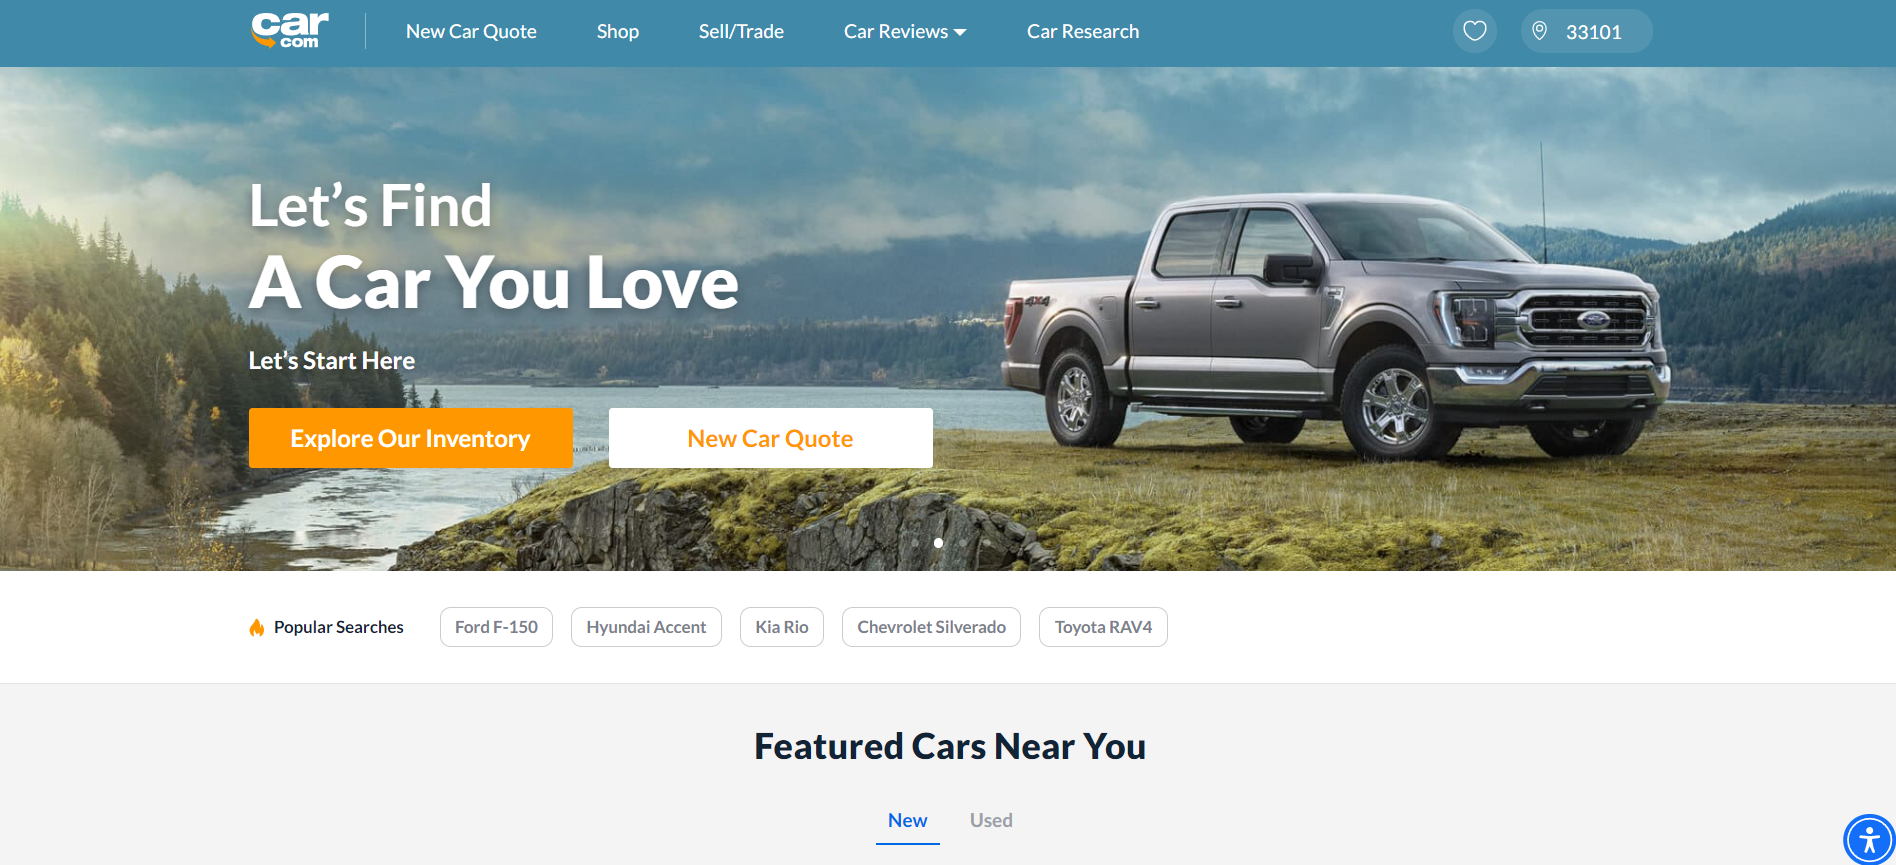 car
com
New Car Quote
Shop
Sell/Trade
Car Reviews
Car Research
33101
Let's Find
A Car You Love
Let's Start Here
Explore Our Inventory
New Car Quote
4X4
Ford
Popular Searches
Ford F-150
Hyundai Accent
Kia Rio
Chevrolet Silverado
Toyota RAV4
Featured Cars Near You
New
Used